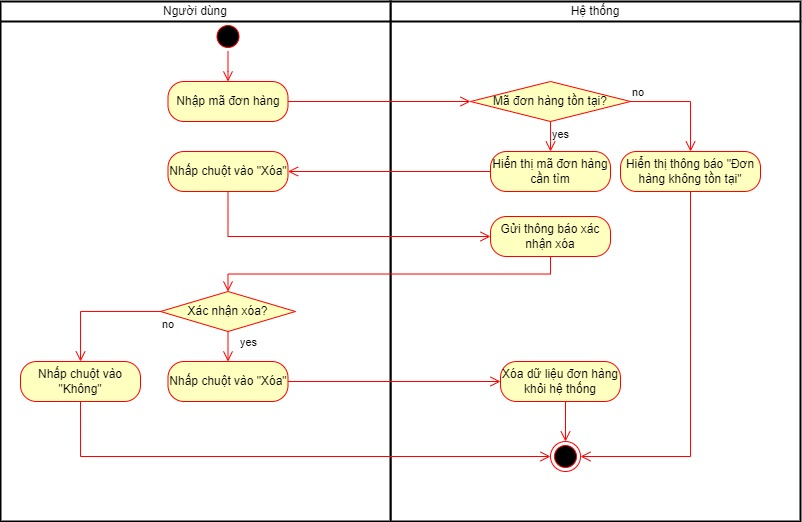 Người dùng
Hệ thống
Nhập mã đơn hàng
Mã đơn hàng tồn tại?
no
yes
Nhấp chuột vào "Xóa"
Hiển thị mã đơn hàng
cần tìm
Hiển thị thông báo "Đơn
hàng không tồn tại"
Gửi thông báo xác
nhận xóa
Xác nhận xóa?
no
yes
Nhấp chuột vào
"Không"
Nhấp chuột vào "Xóa"
Xóa dữ liệu đơn hàng
khỏi hệ thống